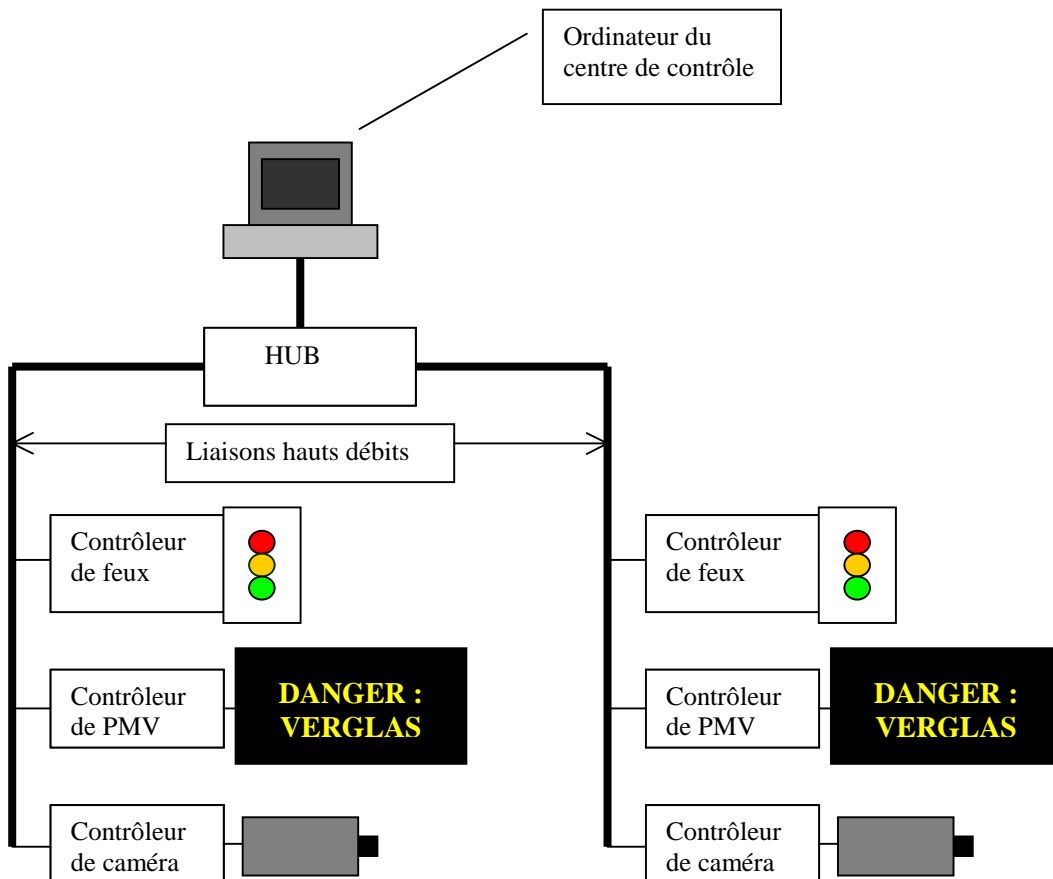 Ordinateur du
centre de contrôle
HUB
Liaisons hauts débits
Contrôleur
de feux
Contrôleur
de feux
Contrôleur
de PMV
DANGER :
VERGLAS
Contrôleur
de PMV
DANGER :
VERGLAS
Contrôleur
de caméra
Contrôleur
de caméra